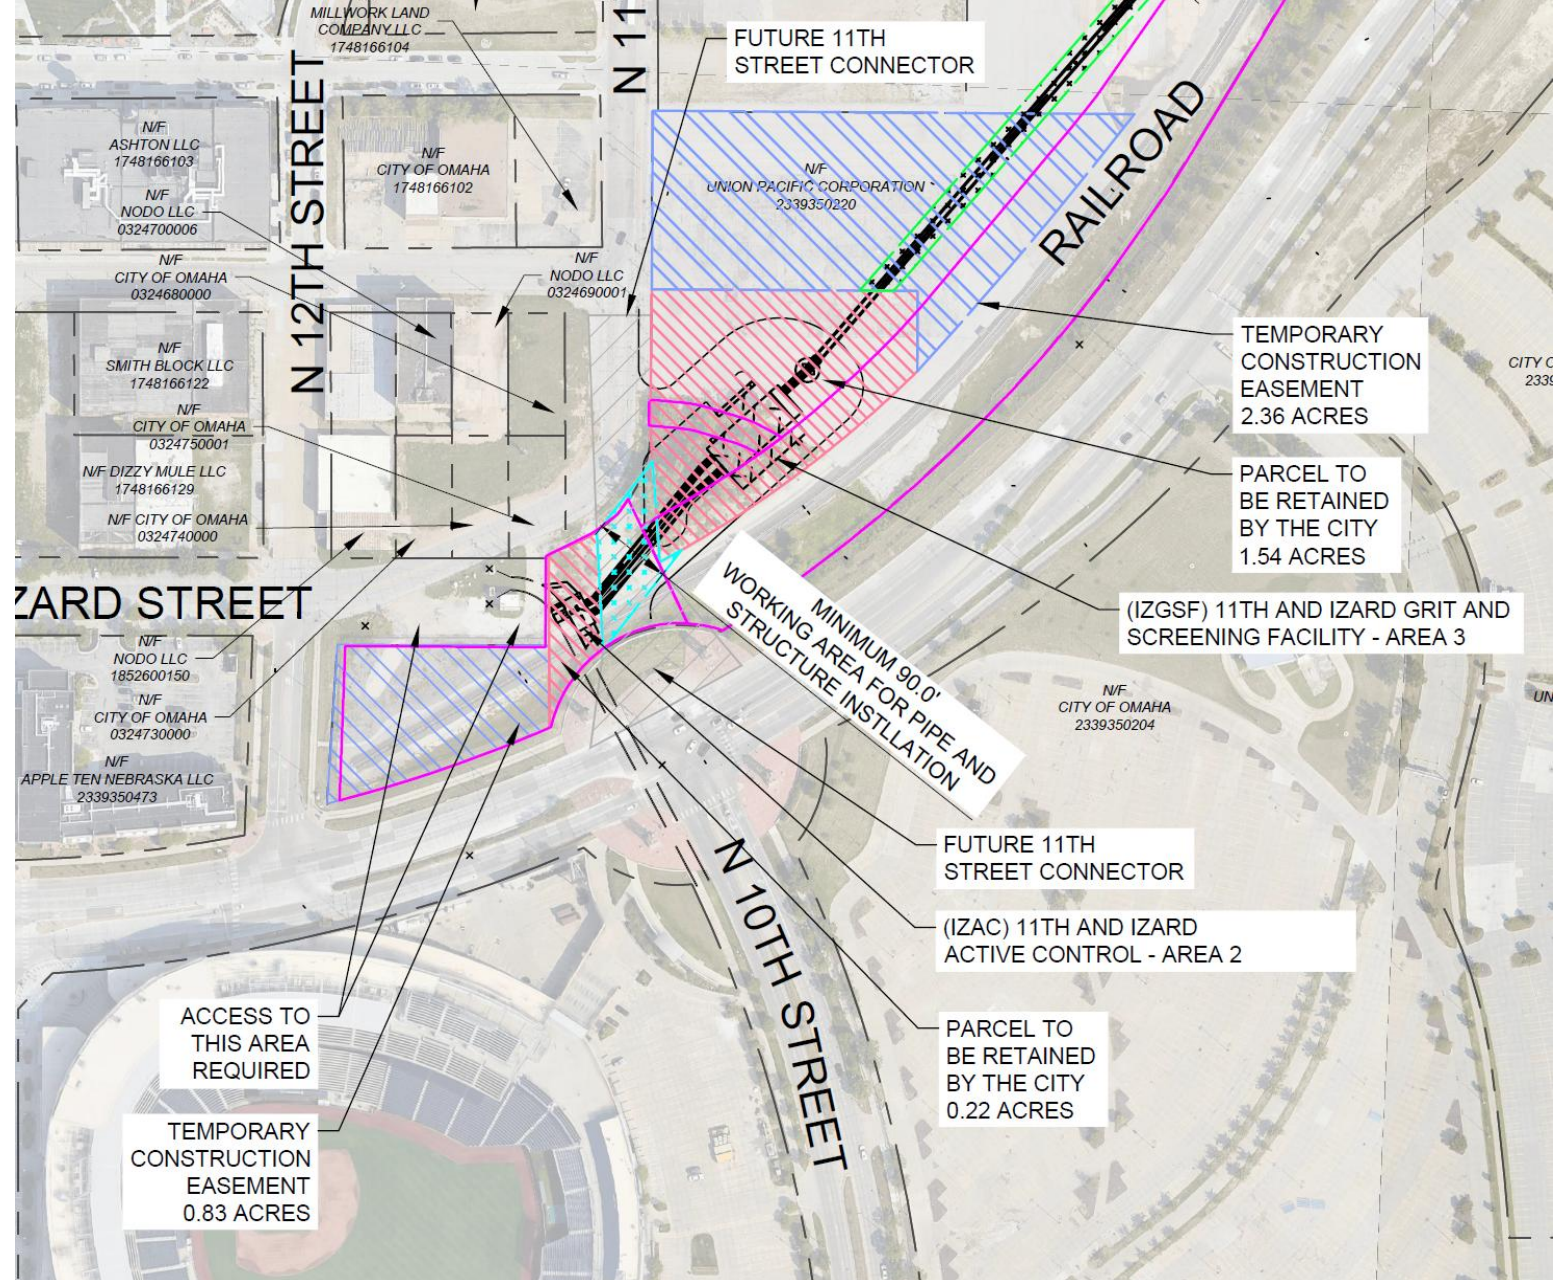 MILLWORK LAND
COMPANY LLC
1748166104
N 11
FUTURE 11TH
STREET CONNECTOR
N/F
ASHTON LLC
1748166103
N/F
NODO LLC
0324700006
N/F
CITY OF OMAHA
0324680000
N 12TH STREET
N/F
CITY OF OMAHA
1748166102
N/F
NODO LLC
0324690001
N/F
UNION PACIFIC CORPORATION
2339350220
RAILROAD
TEMPORARY
CONSTRUCTION
EASEMENT
2.36 ACRES
CITY O
2339
N/F
SMITH BLOCK LLC
1748166122
N/F
CITY OF OMAHA
0324750001
N/F DIZZY MULE LLC
1748166129
N/F CITY OF OMAHA
0324740000
PARCEL TO
BE RETAINED
BY THE CITY
1.54 ACRES
ZARD STREET
(IZGSF) 11TH AND IZARD GRIT AND
SCREENING FACILITY - AREA 3
MINIMUM 90.0'
WORKING AREA FOR PIPE AND
STRUCTURE INSTLLATION
N/F
NODO LLC
1852600150
N/F
CITY OF OMAHA
0324730000
N/F
APPLE TEN NEBRASKA LLC
2339350473
N/F
CITY OF OMAHA
2339350204
UN
FUTURE 11TH
STREET CONNECTOR
(IZAC) 11TH AND IZARD
ACTIVE CONTROL - AREA 2
N 10TH STREET
ACCESS TO
THIS AREA
REQUIRED
PARCEL TO
BE RETAINED
BY THE CITY
0.22 ACRES
TEMPORARY
CONSTRUCTION
EASEMENT
0.83 ACRES